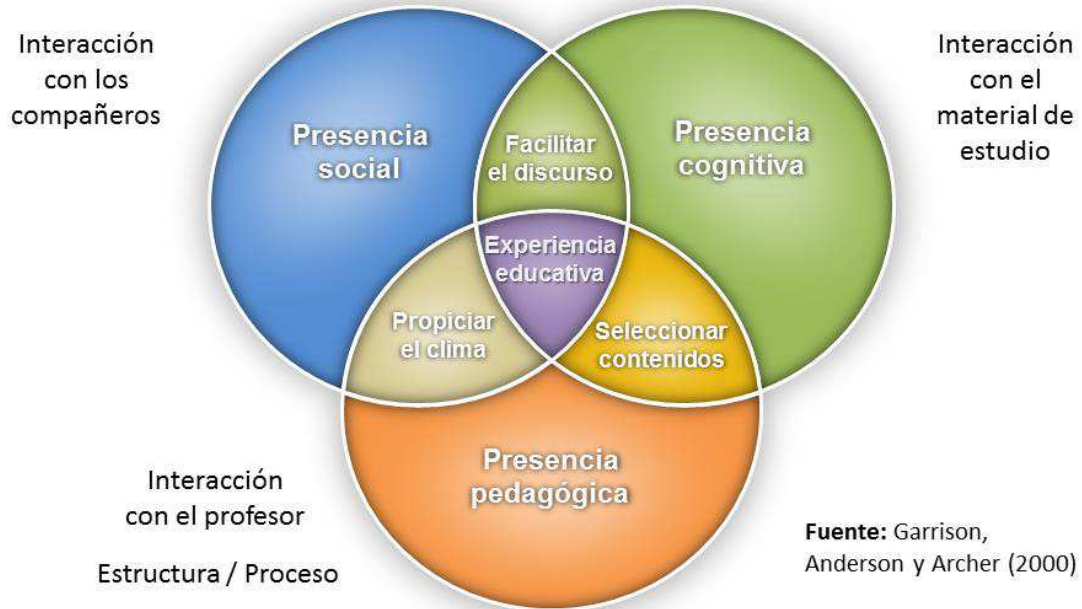 Interacción
con los
compañeros
Presencia
social
Facilitar
el discurso
Presencia
cognitiva
Interacción
con el
material de
estudio
Experiencia
educativa
Propiciar
el clima
Seleccionar
contenidos
Presencia
pedagógica
Interacción
con el profesor
Estructura / Proceso
Fuente: Garrison,
Anderson y Archer (2000)